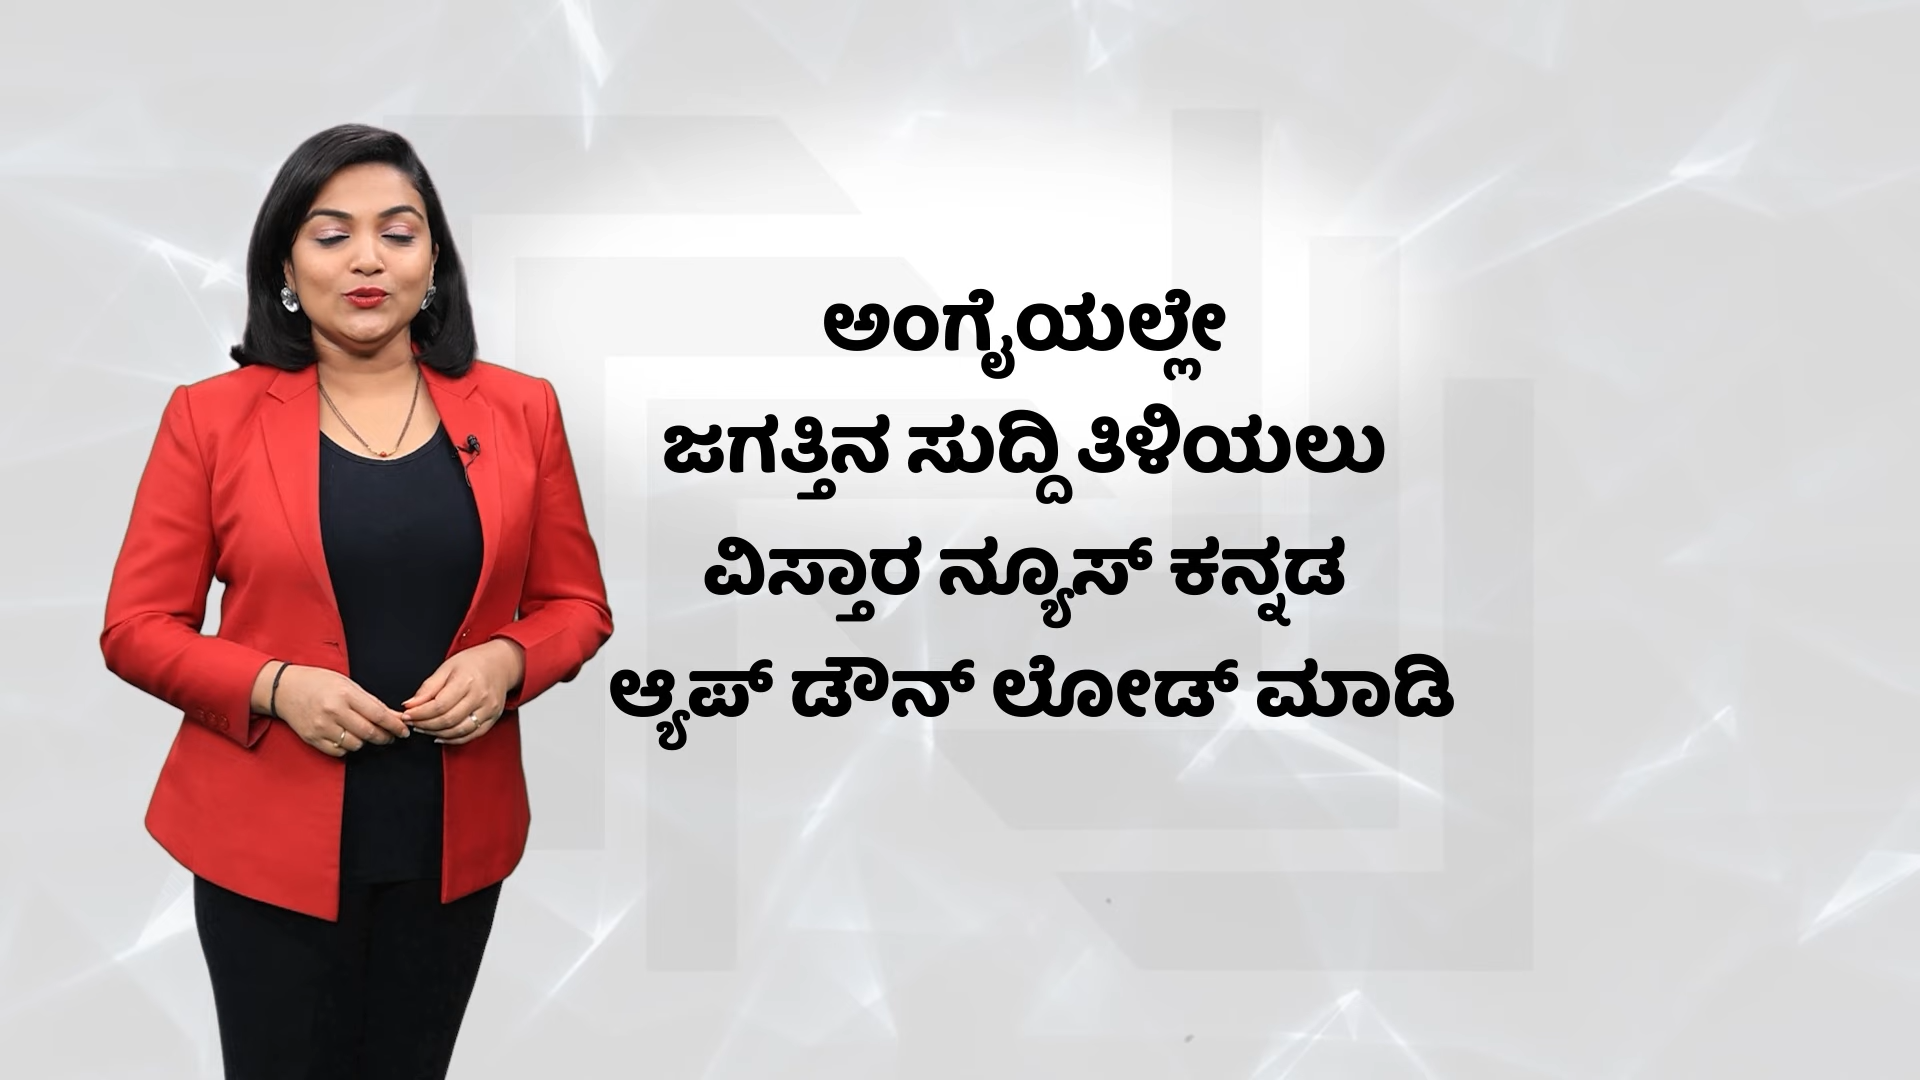 ಅಂಗೈಯಲ್ಲೇ
ಜಗತ್ತಿನ ಸುದ್ದಿ ತಿಳಿಯಲು
ವಿಸ್ತಾರ ನ್ಯೂಸ್ ಕನ್ನಡ
ಆ್ಯಪ್ ಡೌನ್ ಲೋಡ್ ಮಾಡಿ